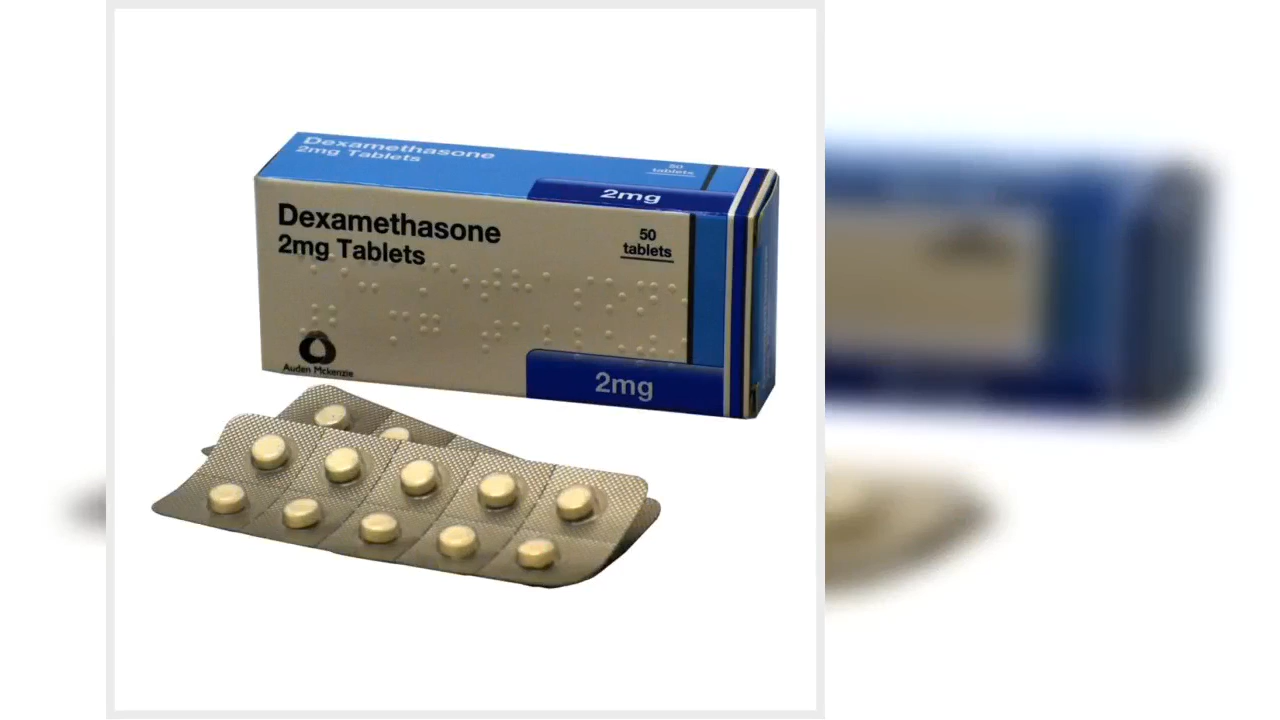 Dexamethasone
2mg Tablets
50
tablets
2mg
Dexamethasone
2mg Tablets
50
tablets
Auden Mckenzie
2mg